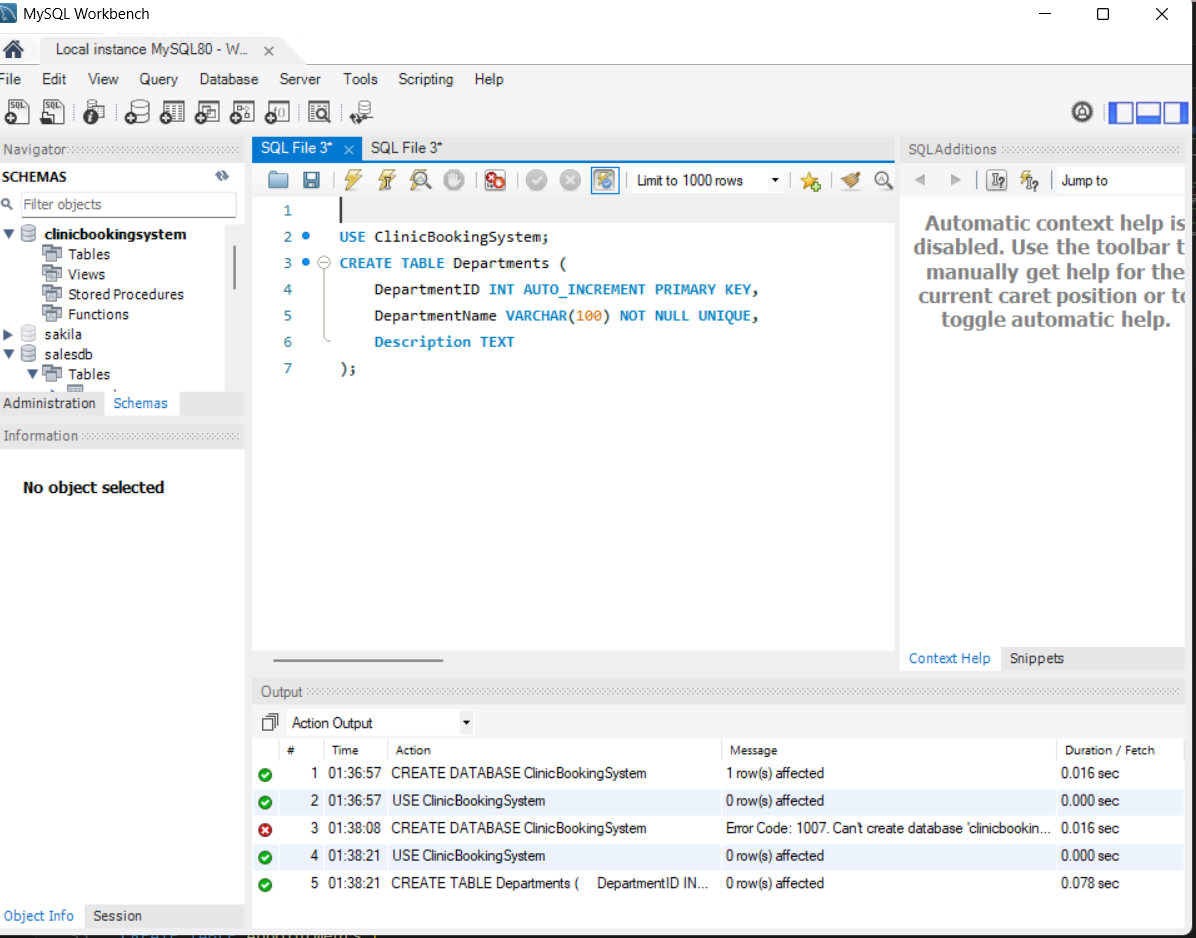 MySQL Workbench
Local instance MySQL80 - W...
File Edit View Query Database Server Tools Scripting Help
Navigator
SCHEMAS
Filter objects
clinicbookingsystem
Tables
Views
Stored Procedures
Functions
sakila
salesdb
Tables
Administration Schemas
Information
No object selected
Object Info Session
SQL File 3* SQL File 3*
Limit to 1000 rows
1
2 USE ClinicBookingSystem;
3 CREATE TABLE Departments (
4 DepartmentID INT AUTO_INCREMENT PRIMARY KEY,
5 DepartmentName VARCHAR(100) NOT NULL UNIQUE,
6 Description TEXT
7 );
SQLAdditions
Jump to
Automatic context help is
disabled. Use the toolbar t
manually get help for the
current caret position or to
toggle automatic help.
Context Help Snippets
Output
Action Output
# Time Action Message Duration / Fetch
1 01:36:57 CREATE DATABASE ClinicBookingSystem 1 row(s) affected 0.016 sec
2 01:36:57 USE ClinicBookingSystem 0 row(s) affected 0.000 sec
3 01:38:08 CREATE DATABASE ClinicBookingSystem Error Code: 1007. Can't create database 'clinicbookin... 0.016 sec
4 01:38:21 USE ClinicBookingSystem 0 row(s) affected 0.000 sec
5 01:38:21 CREATE TABLE Departments ( DepartmentID IN... 0 row(s) affected 0.078 sec